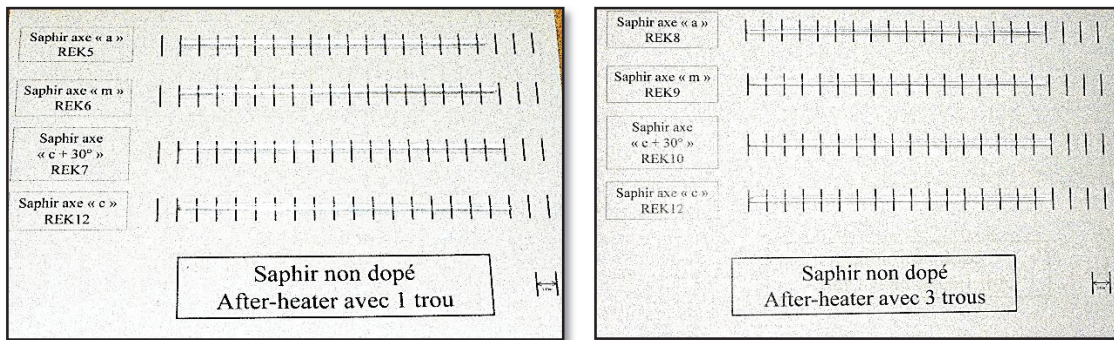 Saphir axe « a »
REK5
Saphir axe « m »
REK6
Saphir axe
« c + 30° »
REK7
Saphir axe « c »
REK12
Saphir non dopé
After-heater avec 1 trou
Saphir axe « a »
REK8
Saphir axe « m »
REK9
Saphir axe
« c + 30° »
REK10
Saphir axe « c »
REK12
Saphir non dopé
After-heater avec 3 trous